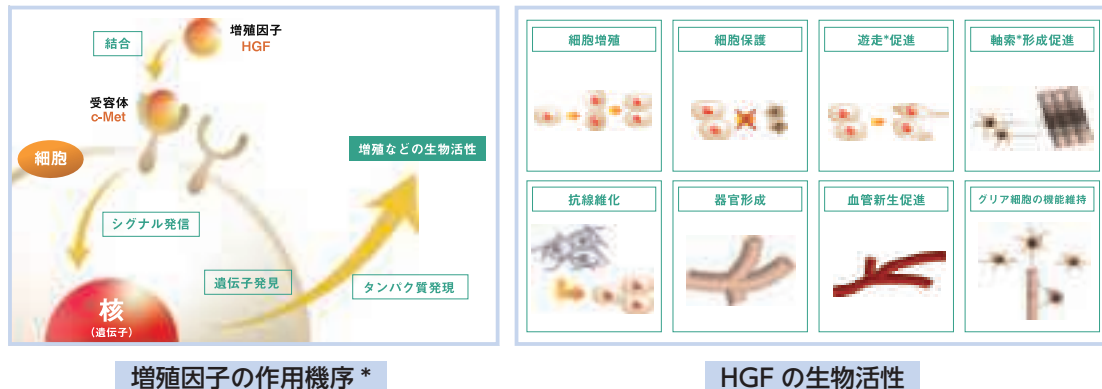 増殖因子
HGF
結合
受容体
c-Met
細胞
増殖などの生物活性
シグナル発信
遺伝子発見
タンパク質発現
核
(遺伝子)
増殖因子の作用機序*
細胞増殖
細胞保護
遊走*促進
軸索*形成促進
抗線維化
器官形成
血管新生促進
グリア細胞の機能維持
HGFの生物活性